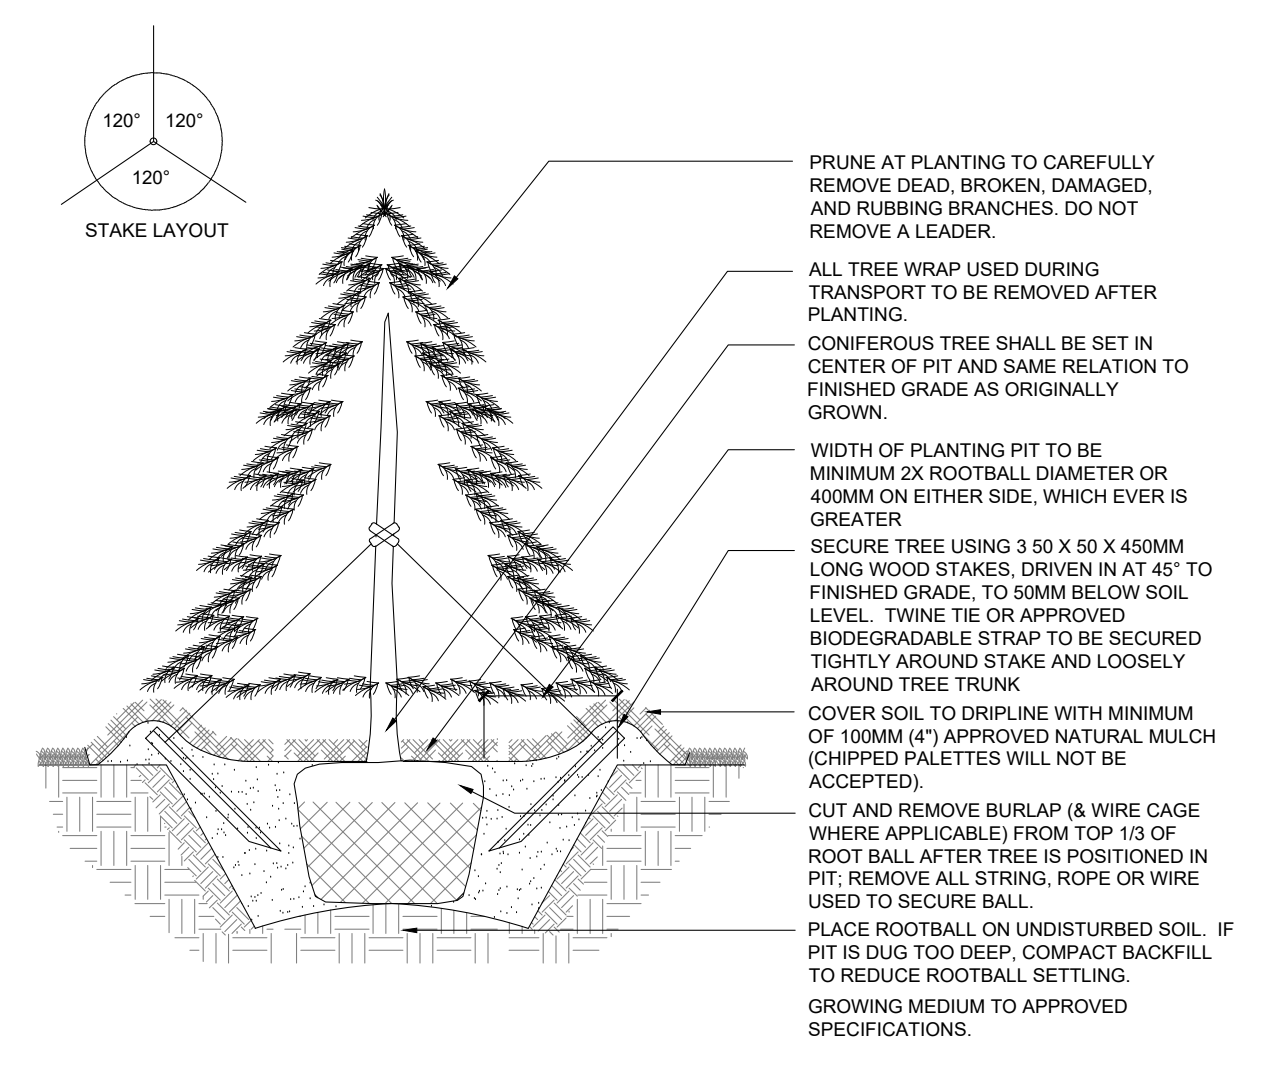 120° 120°
120°
STAKE LAYOUT
PRUNE AT PLANTING TO CAREFULLY
REMOVE DEAD, BROKEN, DAMAGED,
AND RUBBING BRANCHES. DO NOT
REMOVE A LEADER.
ALL TREE WRAP USED DURING
TRANSPORT TO BE REMOVED AFTER
PLANTING.
CONIFEROUS TREE SHALL BE SET IN
CENTER OF PIT AND SAME RELATION TO
FINISHED GRADE AS ORIGINALLY
GROWN.
WIDTH OF PLANTING PIT TO BE
MINIMUM 2X ROOTBALL DIAMETER OR
400MM ON EITHER SIDE, WHICH EVER IS
GREATER
SECURE TREE USING 3 50 X 50 X 450MM
LONG WOOD STAKES, DRIVEN IN AT 45° TO
FINISHED GRADE, TO 50MM BELOW SOIL
LEVEL. TWINE TIE OR APPROVED
BIODEGRADABLE STRAP TO BE SECURED
TIGHTLY AROUND STAKE AND LOOSELY
AROUND TREE TRUNK
COVER SOIL TO DRIPLINE WITH MINIMUM
OF 100MM (4") APPROVED NATURAL MULCH
(CHIPPED PALETTES WILL NOT BE
ACCEPTED).
CUT AND REMOVE BURLAP (& WIRE CAGE
WHERE APPLICABLE) FROM TOP 1/3 OF
ROOT BALL AFTER TREE IS POSITIONED IN
PIT; REMOVE ALL STRING, ROPE OR WIRE
USED TO SECURE BALL.
PLACE ROOTBALL ON UNDISTURBED SOIL. IF
PIT IS DUG TOO DEEP, COMPACT BACKFILL
TO REDUCE ROOTBALL SETTLING.
GROWING MEDIUM TO APPROVED
SPECIFICATIONS.